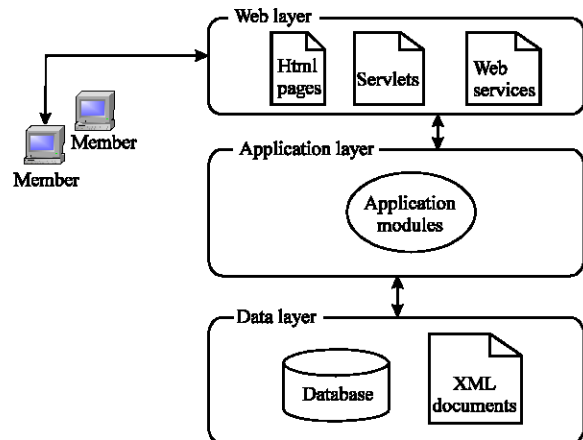 Web layer
Html
pages
Servlets
Web
services
Member
Member
Application layer
Application
modules
Data layer
Database
XML
documents